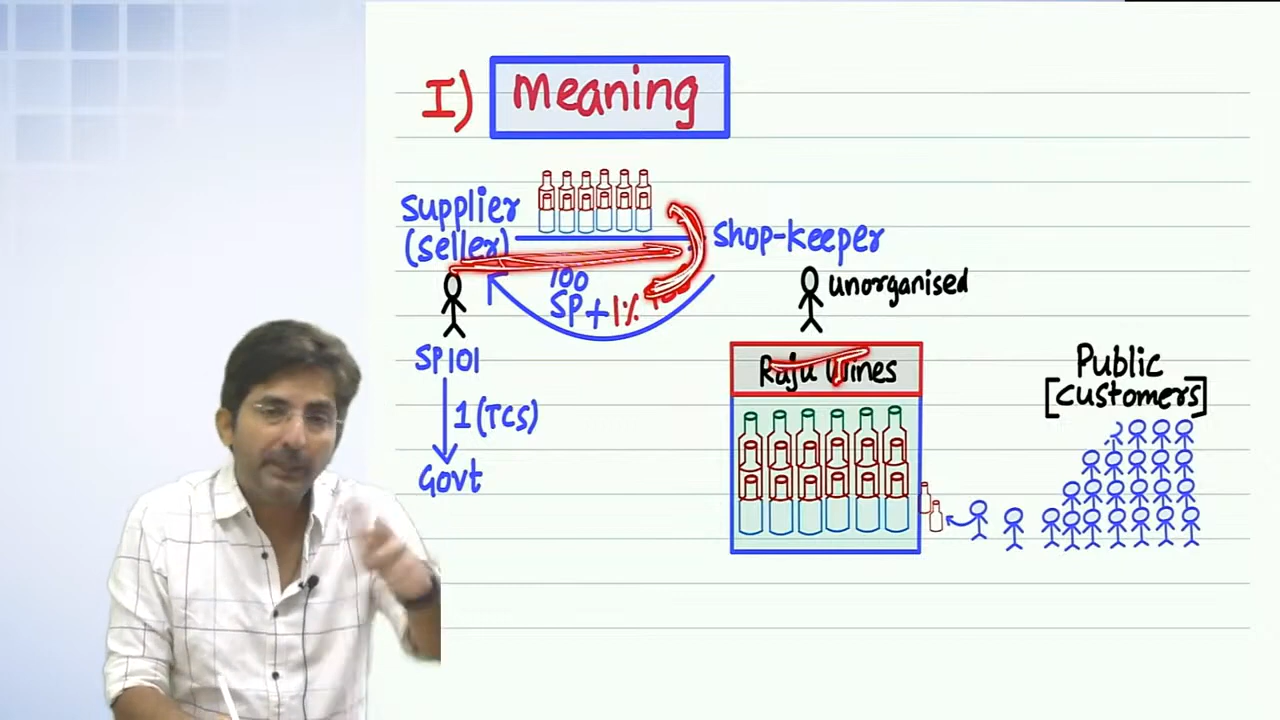 I) Meaning
Supplier
(seller)
Shop-keeper
100
SP+1%
unorganised
SP 101
1 (TCS)
Govt
Raju Wines
Public
[customers]